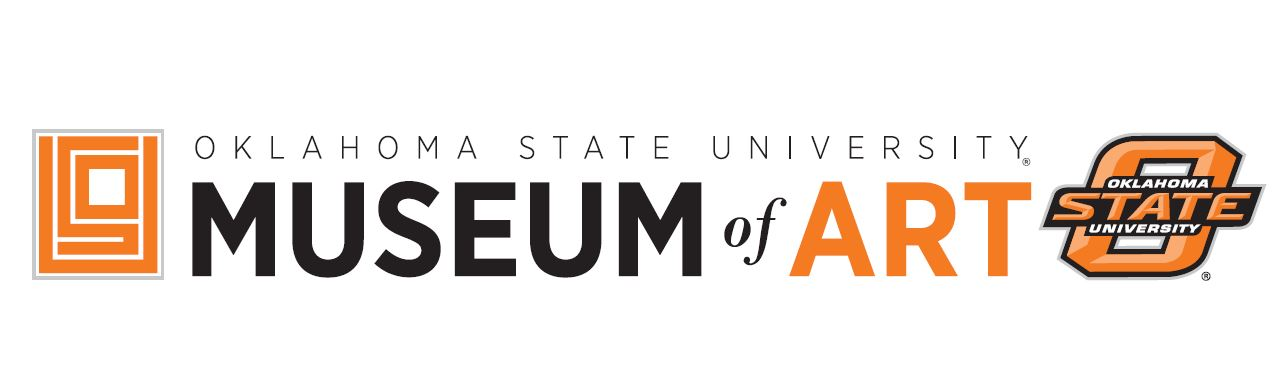 OKLAHOMA STATE UNIVERSITY®
MUSEUM of ART
OKLAHOMA
STATE
UNIVERSITY
®